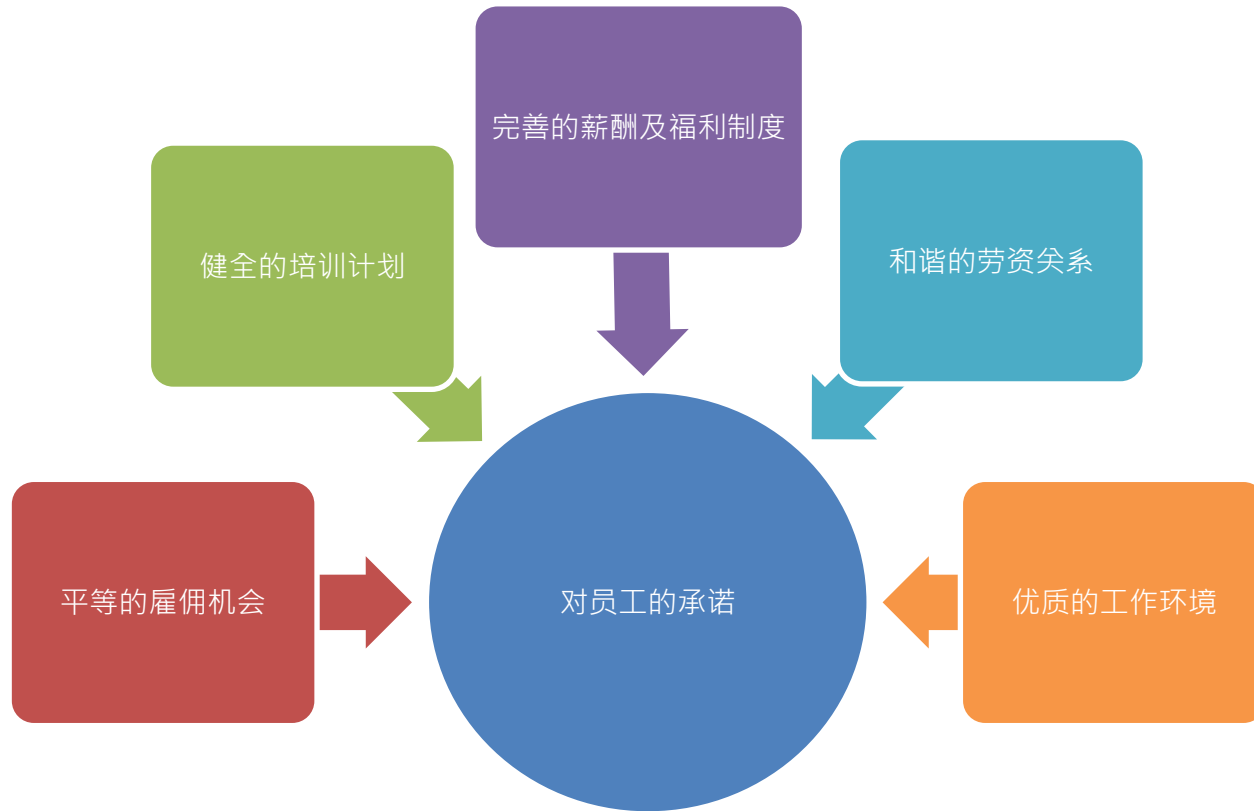 完善的薪酬及福利制度
健全的培训计划
和谐的劳资关系
平等的雇佣机会
对员工的承诺
优质的工作环境